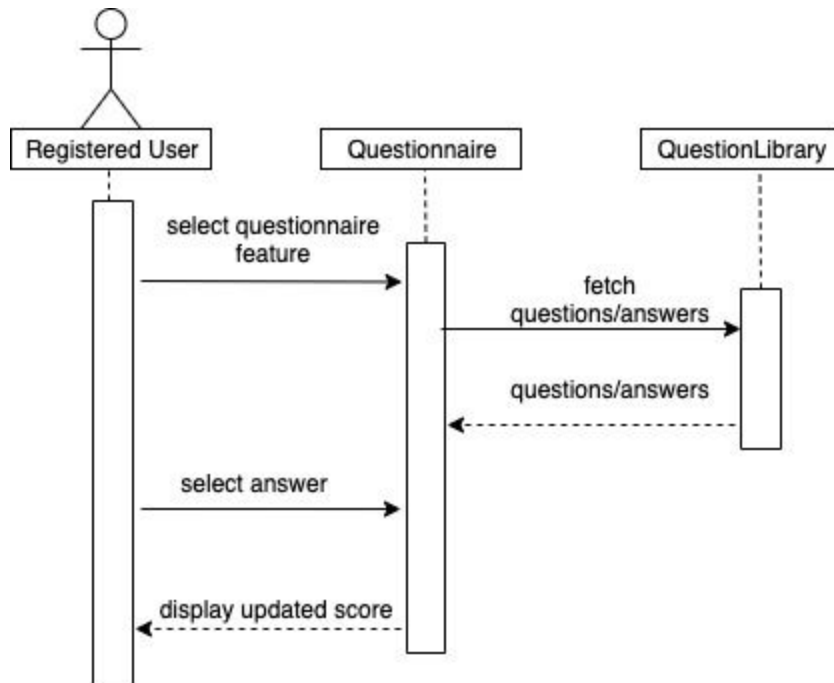 Registered User
Questionnaire
QuestionLibrary
select questionnaire
feature
fetch
questions/answers
questions/answers
select answer
display updated score